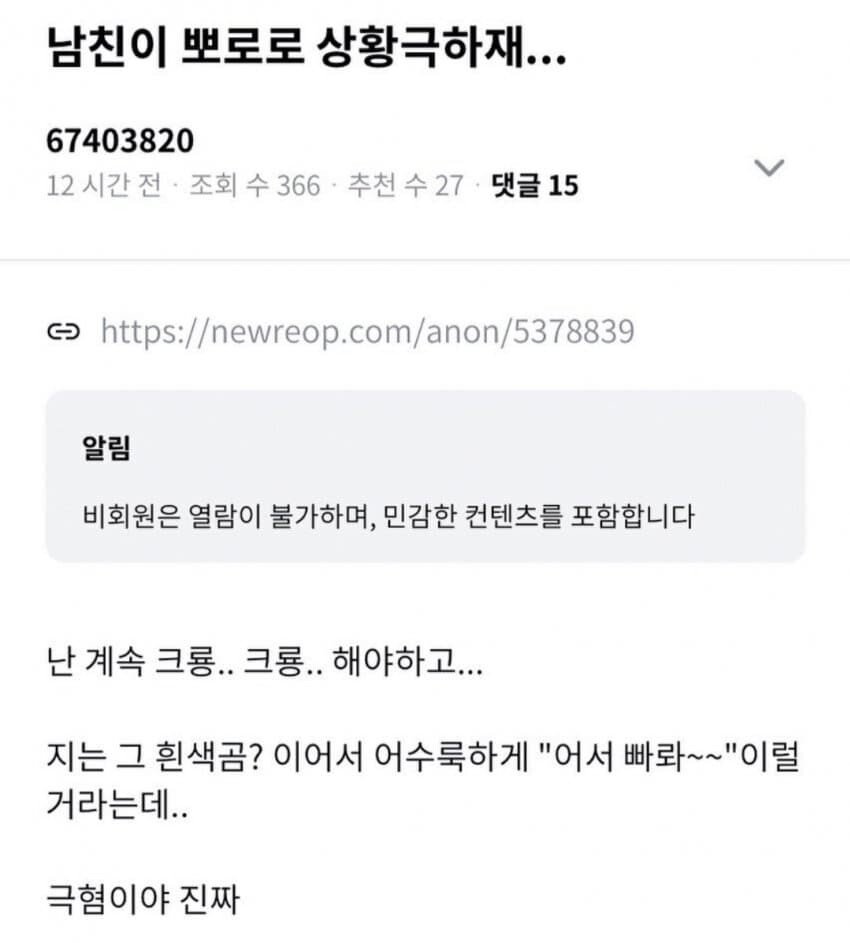 남친이 뽀로로 상황극하재...
67403820
12 시간 전 · 조회 수 366 · 추천 수 27 · 댓글 15
https://newreop.com/anon/5378839
알림
비회원은 열람이 불가하며, 민감한 컨텐츠를 포함합니다
난 계속 크롱.. 크롱.. 해야하고...
지는 그 흰색곰? 이어서 어수룩하게 "어서 빠롸~~"이럴
거라는데..
극혐이야 진짜